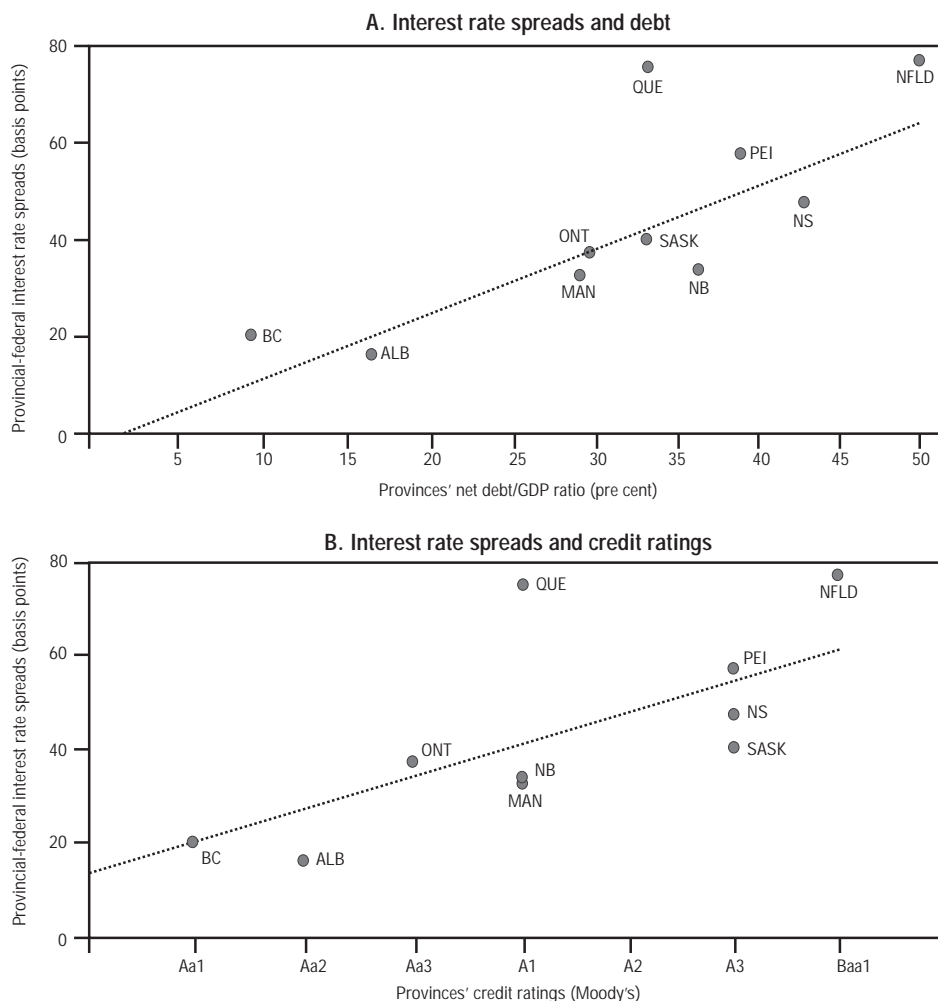 A. Interest rate spreads and debt
Provincial-federal interest rate spreads (basis points)
80
60
40
20
0
QUE
NFLD
PEI
NS
ONT
SASK
MAN
NB
BC
ALB
5 10 15 20 25 30 35 40 45 50
Provinces' net debt/GDP ratio (pre cent)
B. Interest rate spreads and credit ratings
Provincial-federal interest rate spreads (basis points)
80
60
40
20
0
QUE
NFLD
PEI
NS
ONT
SASK
NB
MAN
BC
ALB
Aa1 Aa2 Aa3 A1 A2 A3 Baa1
Provinces' credit ratings (Moody's)